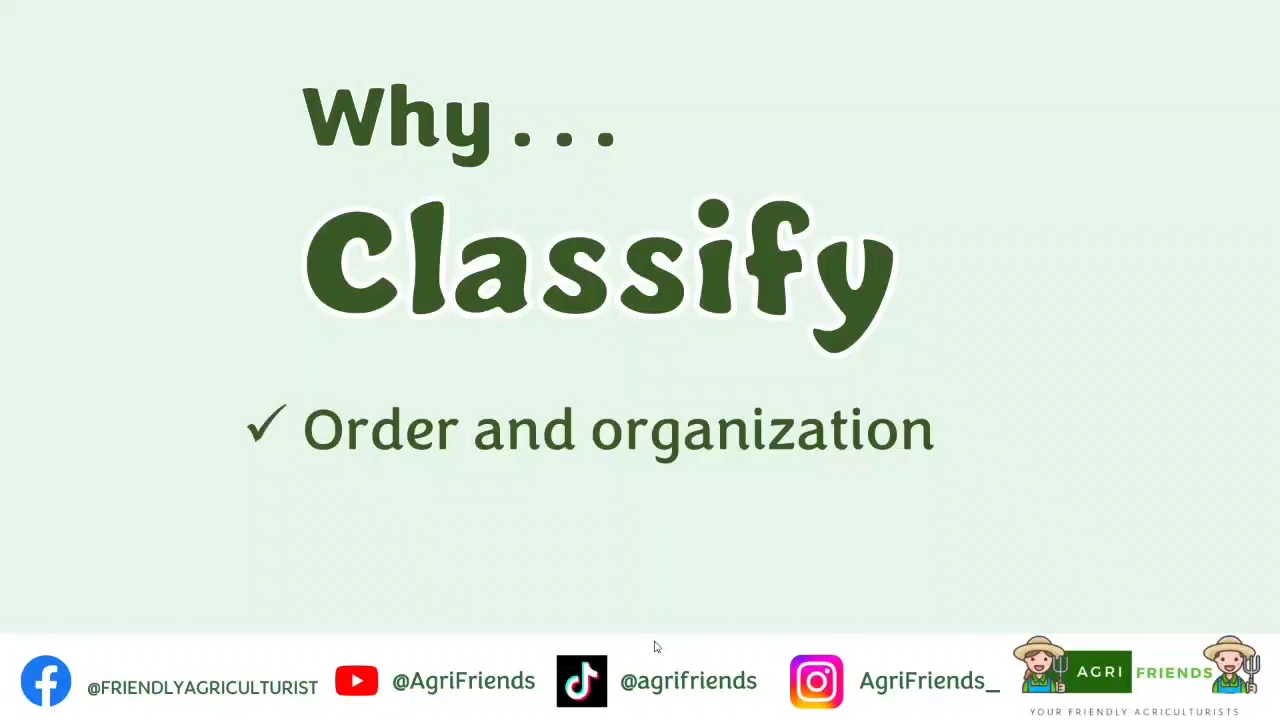 Why...
Classify
✓ Order and organization
@FRIENDLYAGRICULTURIST
@AgriFriends
@agrifriends
AgriFriends_
AGRI FRIENDS
YOUR FRIENDLY AGRICULTURISTS